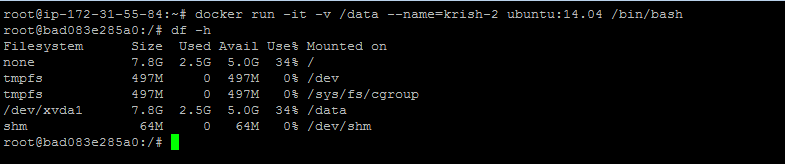 root@ip-172-31-55-84:~# docker run -it -v /data --name=krish-2 ubuntu:14.04 /bin/bash
root@bad083e285a0:/# df -h
Filesystem      Size  Used Avail Use% Mounted on
none            7.8G  2.5G  5.0G  34% /
tmpfs           497M     0  497M   0% /dev
tmpfs           497M     0  497M   0% /sys/fs/cgroup
/dev/xvda1      7.8G  2.5G  5.0G  34% /data
shm              64M     0   64M   0% /dev/shm
root@bad083e285a0:/#